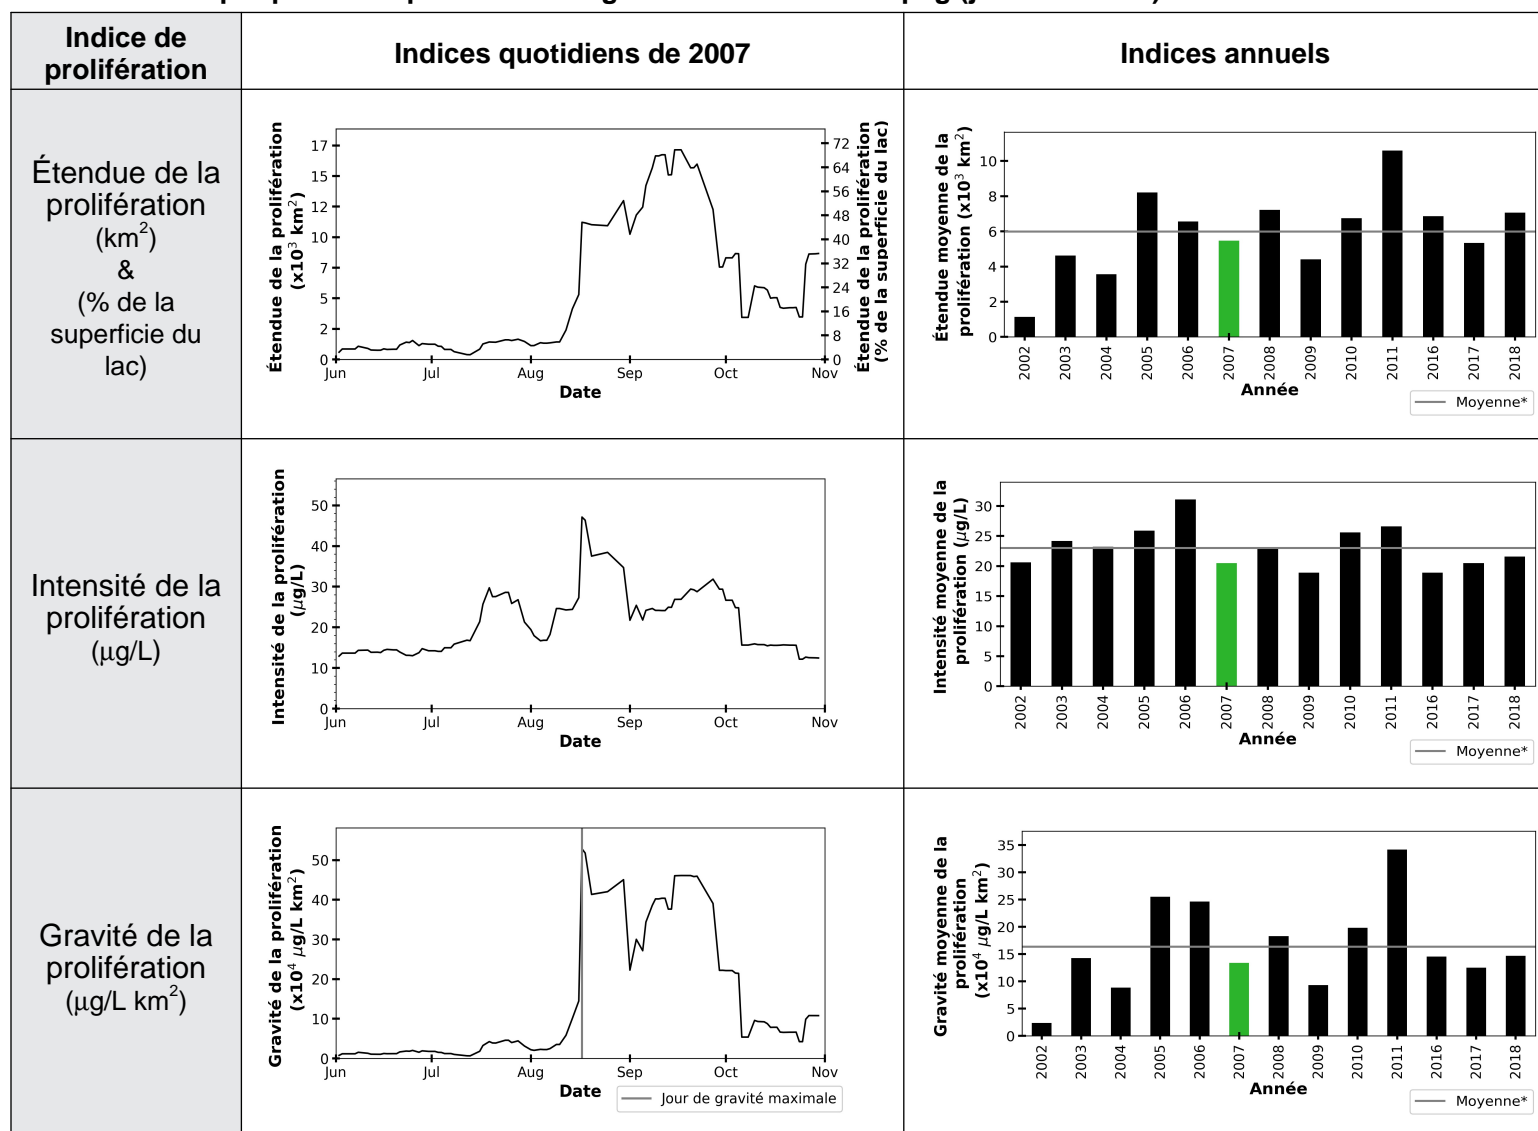 Indice de
prolifération
Indices quotidiens de 2007
Indices annuels
Étendue de la
prolifération
(km²)
&
(% de la
superficie du
lac)
Étendue de la prolifération
(x10³ km²)
17
15
12
10
7
5
2
0
Étendue de la prolifération
(% de la superficie du lac)
72
64
56
48
40
32
24
16
8
0
Jun Jul Aug Sep Oct Nov
Date
Étendue moyenne de la
prolifération (x10³ km²)
10
8
6
4
2
0
2002 2003 2004 2005 2006 2007 2008 2009 2010 2011 2016 2017 2018
Année
Moyenne*
Intensité de la
prolifération
(µg/L)
Intensité de la prolifération
(µg/L)
50
40
30
20
10
0
Jun Jul Aug Sep Oct Nov
Date
Intensité moyenne de la
prolifération (µg/L)
30
25
20
15
10
5
0
2002 2003 2004 2005 2006 2007 2008 2009 2010 2011 2016 2017 2018
Année
Moyenne*
Gravité de la
prolifération
(µg/L km²)
Gravité de la prolifération
(x10⁴ µg/L km²)
50
40
30
20
10
0
Jun Jul Aug Sep Oct Nov
Date
Jour de gravité maximale
Gravité moyenne de la
prolifération
(x10⁴ µg/L km²)
35
30
25
20
15
10
5
0
2002 2003 2004 2005 2006 2007 2008 2009 2010 2011 2016 2017 2018
Année
Moyenne*